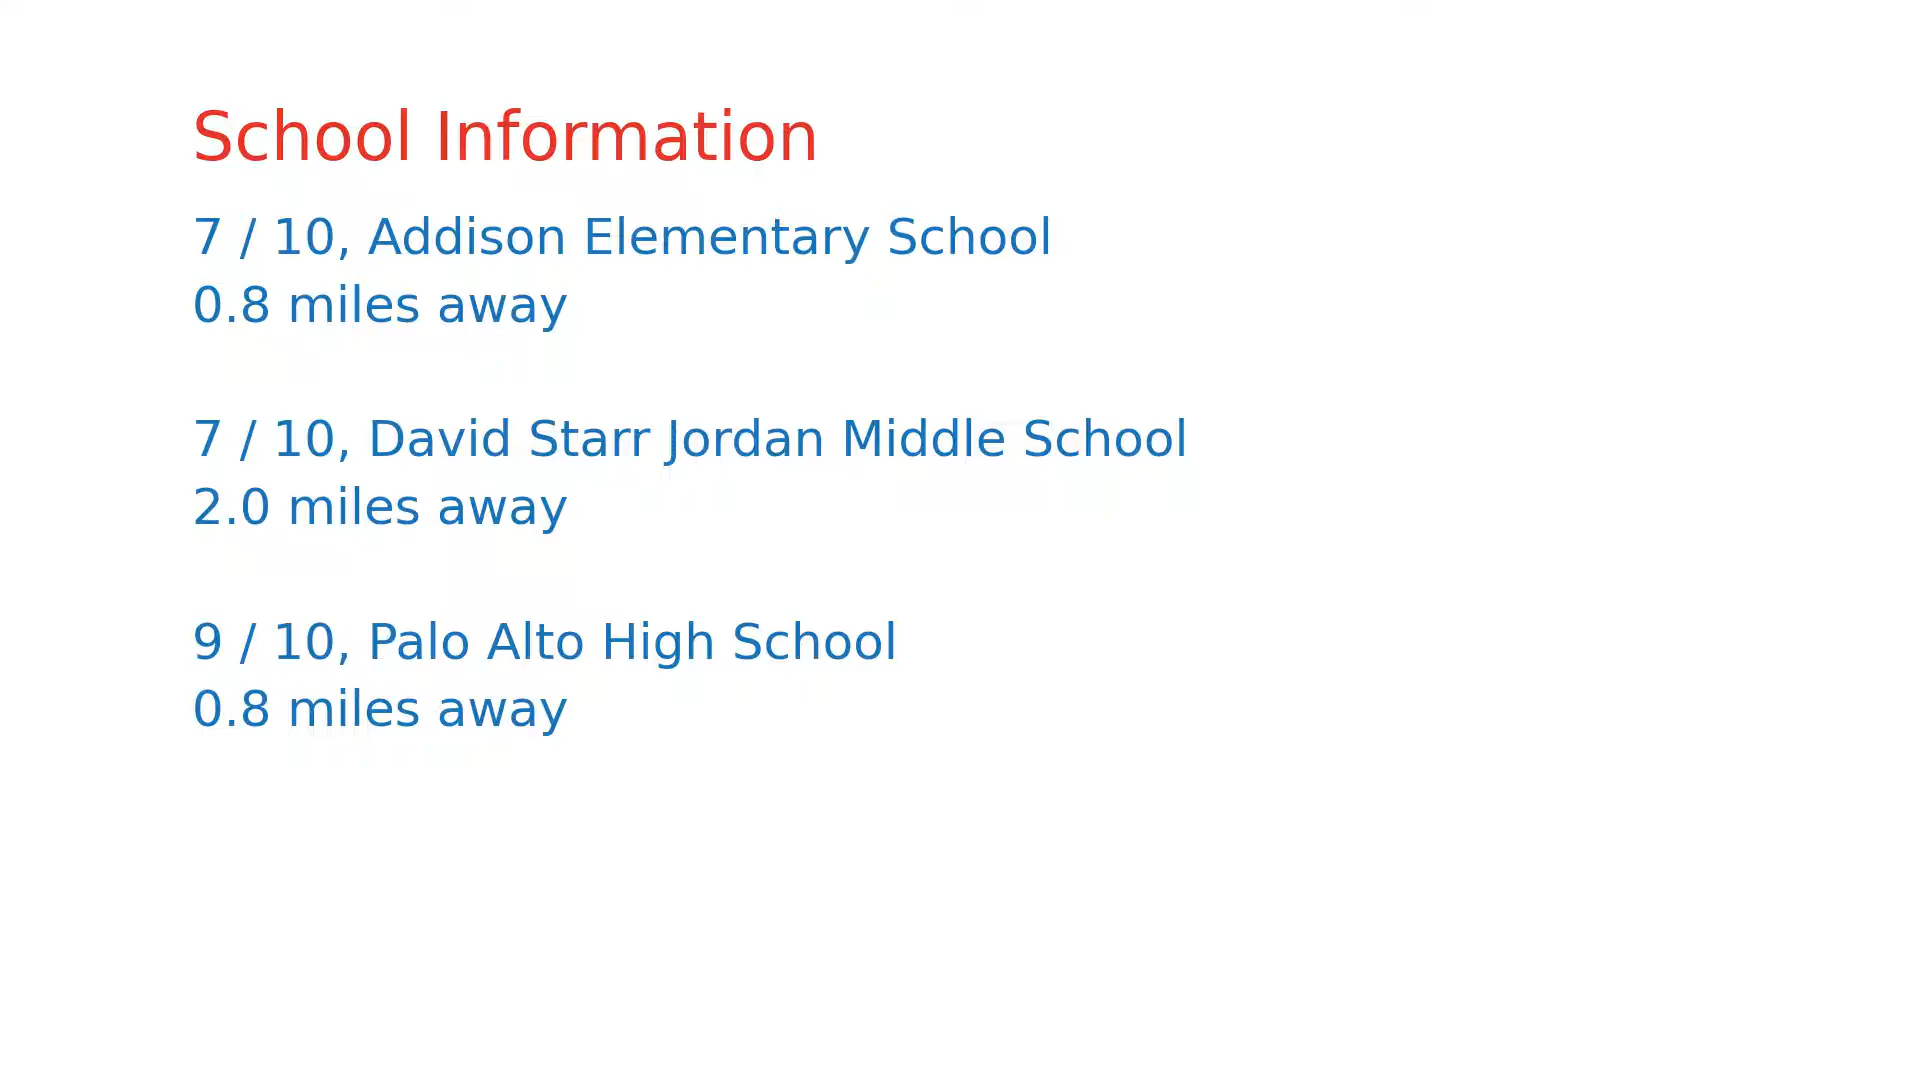 School Information
7 / 10, Addison Elementary School
0.8 miles away
7 / 10, David Starr Jordan Middle School
2.0 miles away
9 / 10, Palo Alto High School
0.8 miles away